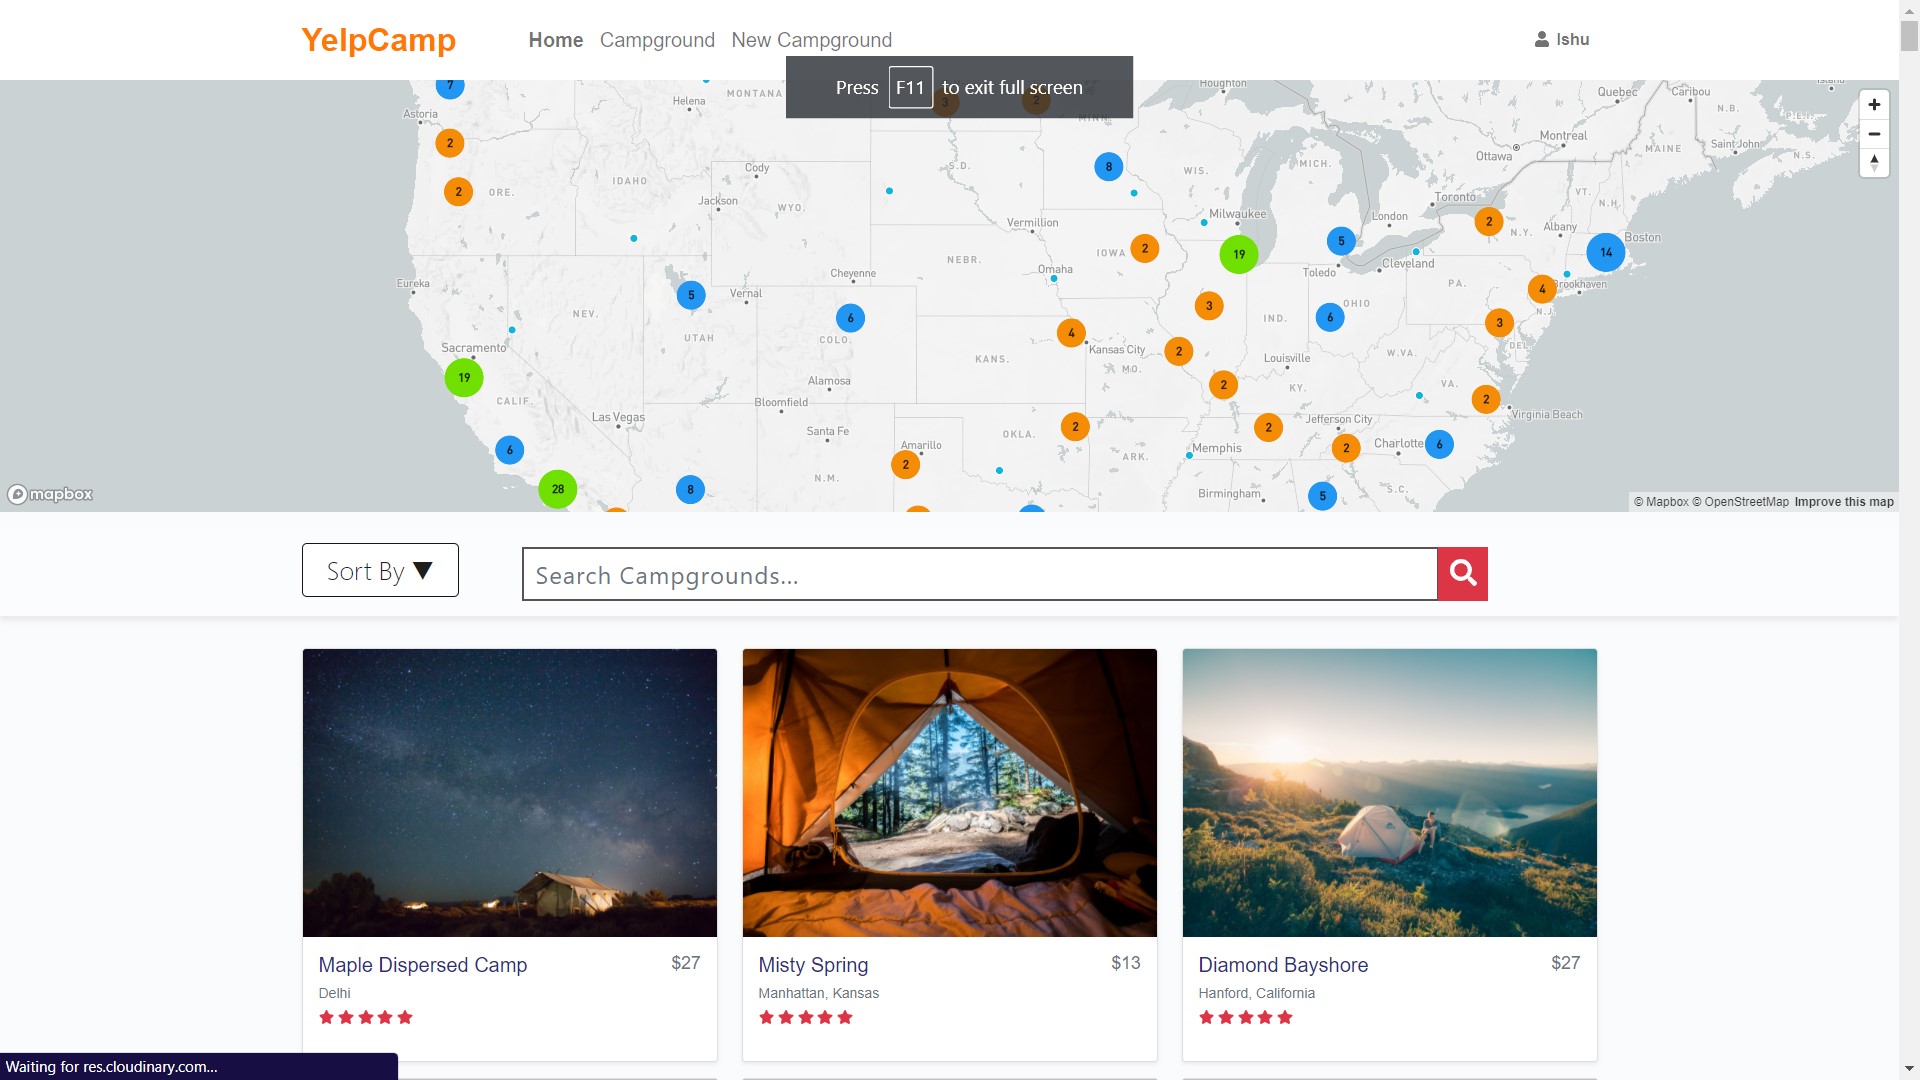 YelpCamp Home Campground New Campground Ishu
Press F11 to exit full screen
7 Helena MONTANA 3 2 MINN. Houghton Quebec Caribou
Astoria Montreal N.B. P.E.I.
2 Cody S.D. 8 WIS. MICH. Ottawa MAINE Saint John N.S.
2 ORE. IDAHO Jackson WYO. Toronto VT. N.H.
Vermillion Milwaukee London 2 N.Y. Albany
IOWA 2 19 5 Cleveland 14 Boston
Eureka Cheyenne NEBR. Omaha Toledo PA. 4 Brookhaven
5 Vernal 6 3 IND. 6 OHIO 3 N.J.
NEV. UTAH COLO. 4 Kansas City 2 Louisville W.VA. DEL.
Sacramento KANS. MO.
19 CALIF. Alamosa 2 KY. VA. 2 Virginia Beach
Las Vegas Bloomfield
Santa Fe OKLA. 2 2 Jefferson City
6 Amarillo 2 ARK. Memphis 2 Charlotte 6
28 8 N.M. Birmingham 5 S.C.
mapbox
© Mapbox © OpenStreetMap Improve this map
Sort By ▼ Search Campgrounds...
Maple Dispersed Camp $27
Delhi
Misty Spring $13
Manhattan, Kansas
Diamond Bayshore $27
Hanford, California
Waiting for res.cloudinary.com...